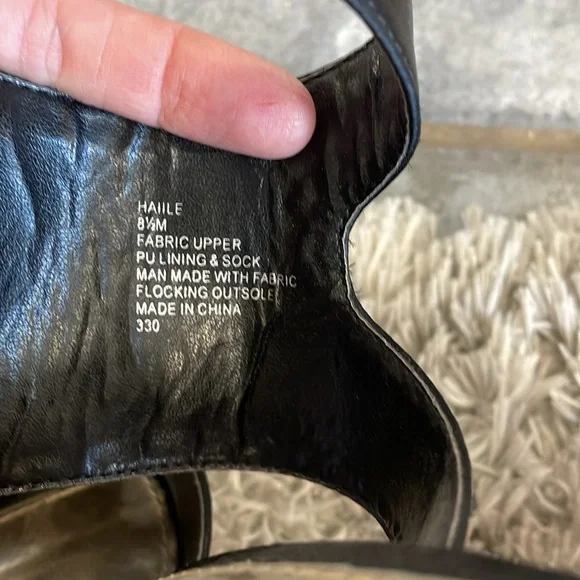 HAIILE
8½M
FABRIC UPPER
PU LINING & SOCK
MAN MADE WITH FABRIC
FLOCKING OUTSOLE
MADE IN CHINA
330